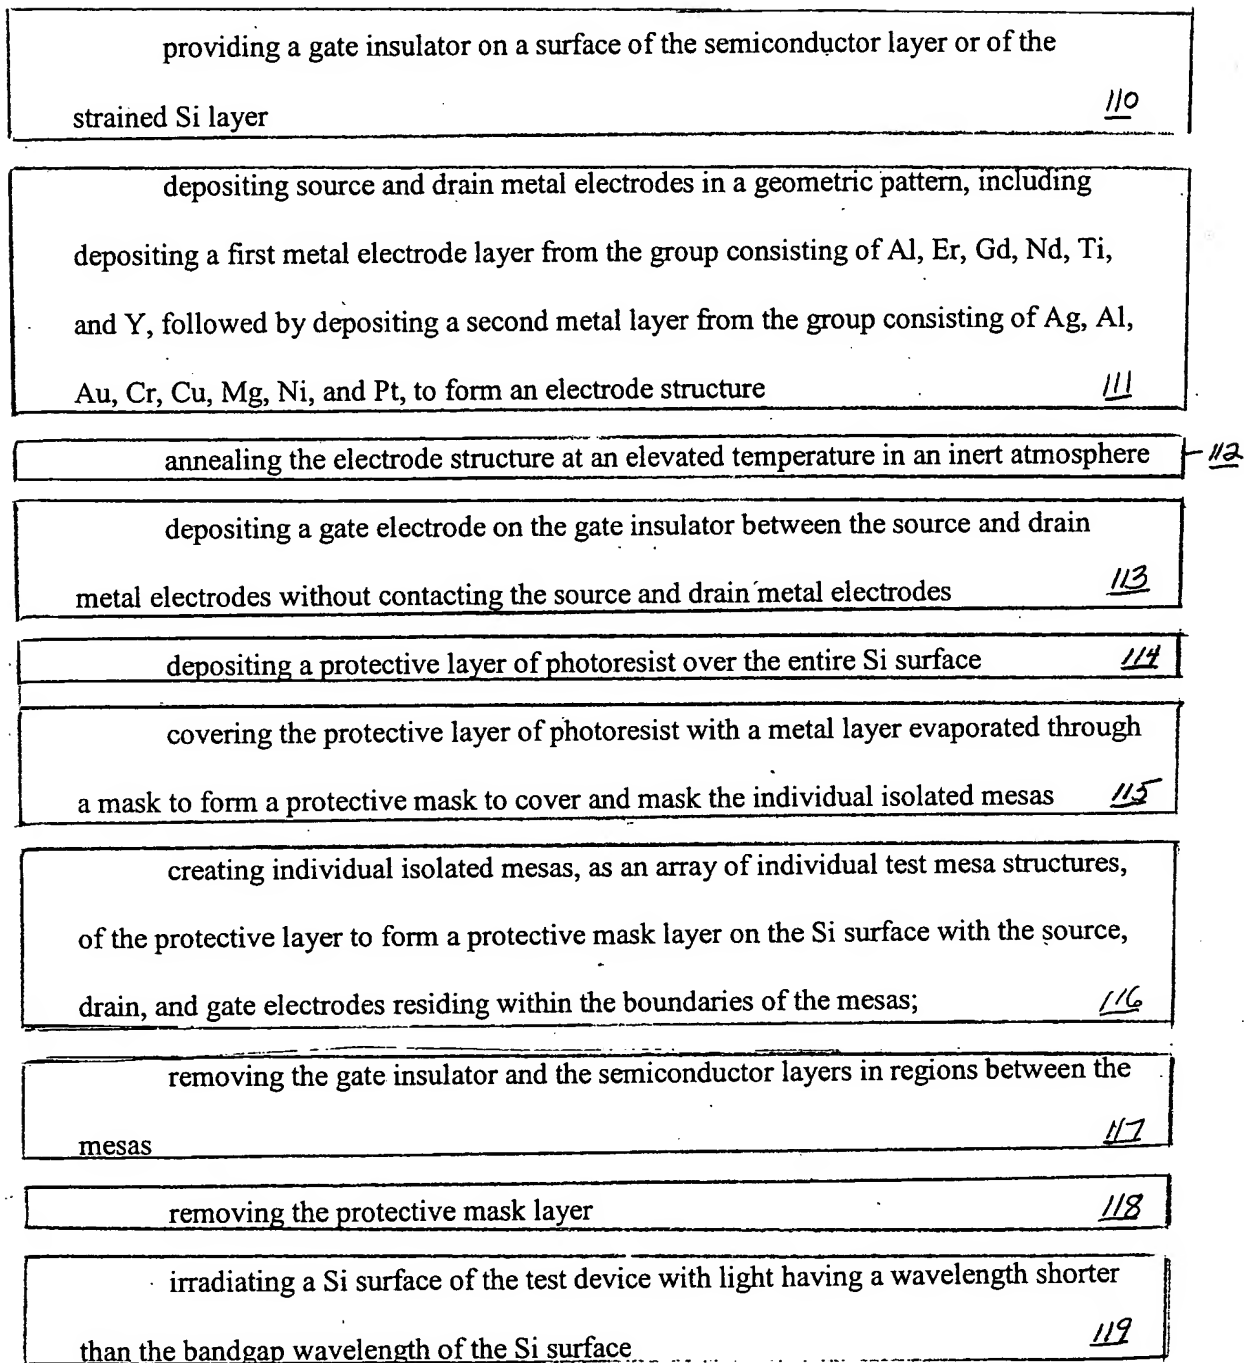 providing a gate insulator on a surface of the semiconductor layer or of the
strained Si layer 110
depositing source and drain metal electrodes in a geometric pattern, including
depositing a first metal electrode layer from the group consisting of Al, Er, Gd, Nd, Ti,
and Y, followed by depositing a second metal layer from the group consisting of Ag, Al,
Au, Cr, Cu, Mg, Ni, and Pt, to form an electrode structure 111
annealing the electrode structure at an elevated temperature in an inert atmosphere 112
depositing a gate electrode on the gate insulator between the source and drain
metal electrodes without contacting the source and drain metal electrodes 113
depositing a protective layer of photoresist over the entire Si surface 114
covering the protective layer of photoresist with a metal layer evaporated through
a mask to form a protective mask to cover and mask the individual isolated mesas 115
creating individual isolated mesas, as an array of individual test mesa structures,
of the protective layer to form a protective mask layer on the Si surface with the source,
drain, and gate electrodes residing within the boundaries of the mesas; 116
removing the gate insulator and the semiconductor layers in regions between the
mesas 117
removing the protective mask layer 118
irradiating a Si surface of the test device with light having a wavelength shorter
than the bandgap wavelength of the Si surface 119